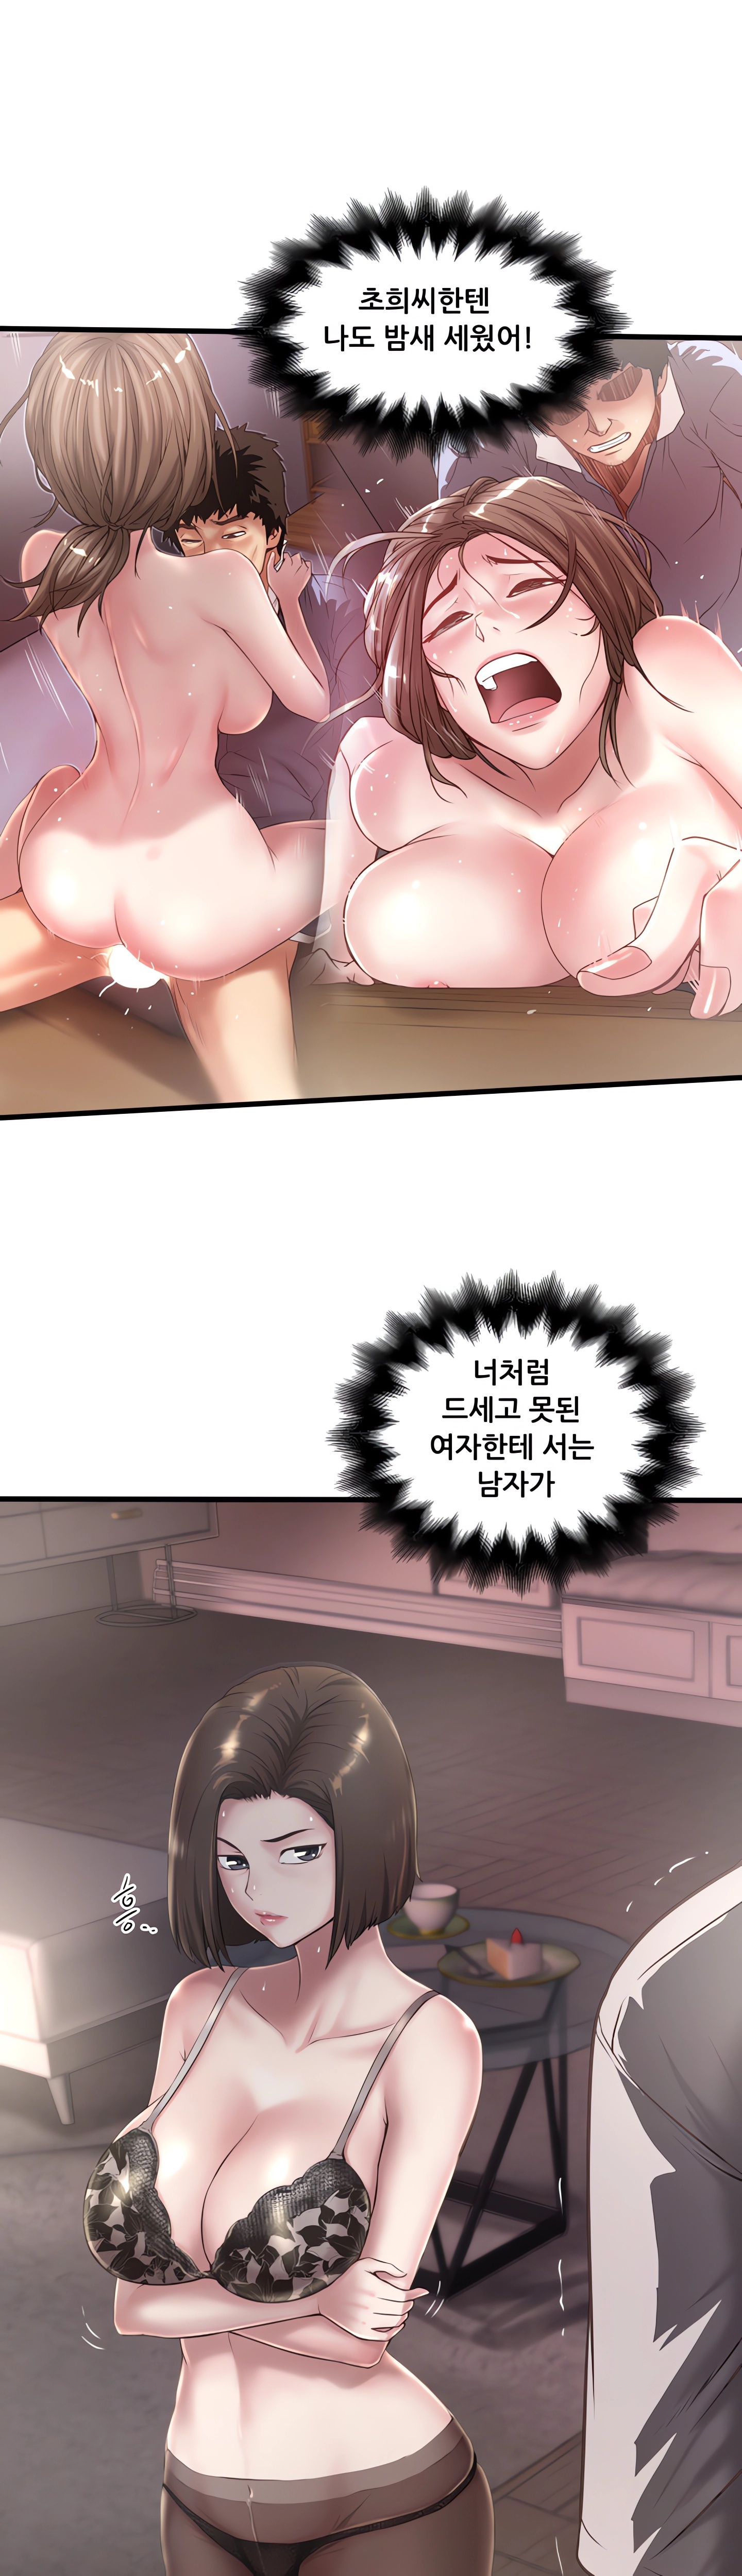 초희씨한텐
나도 밤새 세웠어!
너처럼
드세고 못된
여자한테 서는
남자가
흥..